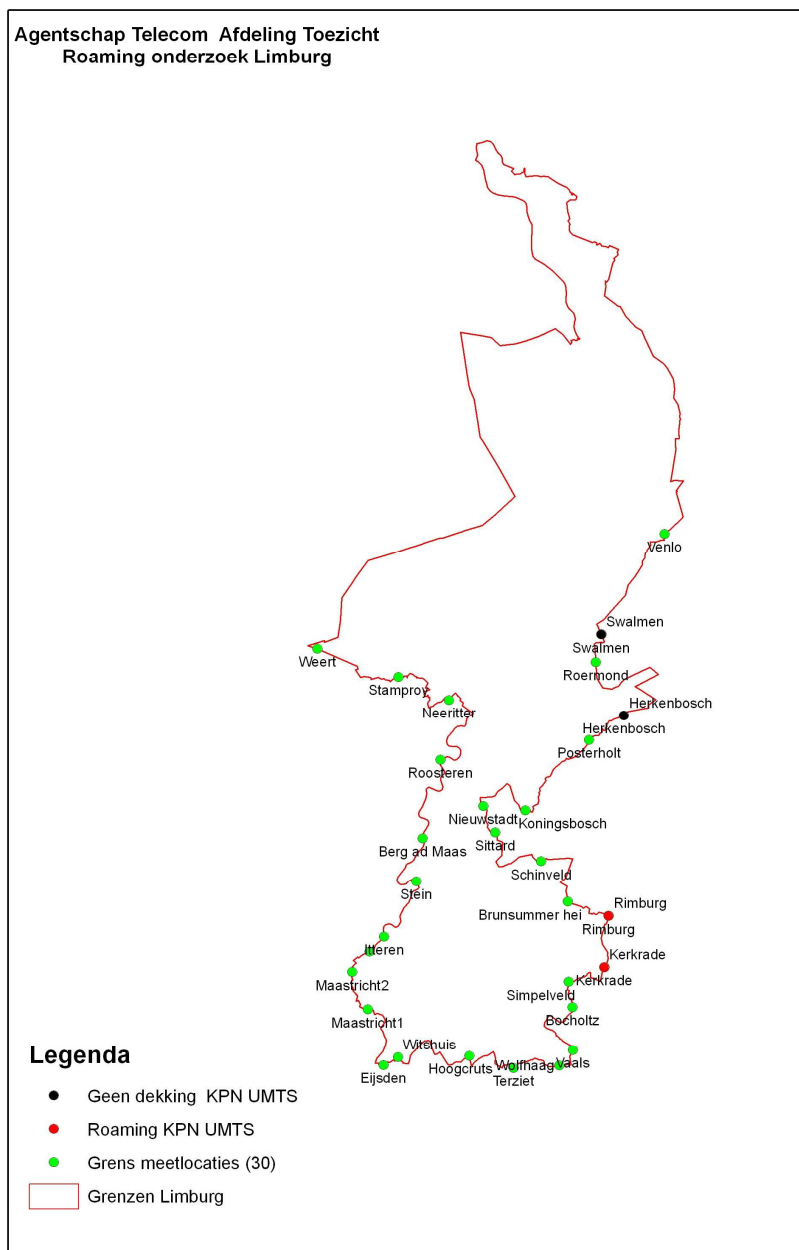 Agentschap Telecom Afdeling Toezicht
Roaming onderzoek Limburg
Venlo
Swalmen
Swalmen
Roermond
Weert
Stamproy
Neeritter
Herkenbosch
Herkenbosch
Posterholt
Roosteren
Nieuwstadt
Koningsbosch
Sittard
Berg ad Maas
Schinveld
Stein
Brunsummer hei
Rimburg
Rimburg
Itteren
Kerkrade
Kerkrade
Maastricht2
Simpelveld
Maastricht1
Bocholtz
Witshuis
Hoogcruts
Wolfhaag
Vaals
Eijsden
Terziet
Legenda
Geen dekking KPN UMTS
Roaming KPN UMTS
Grens meetlocaties (30)
Grenzen Limburg